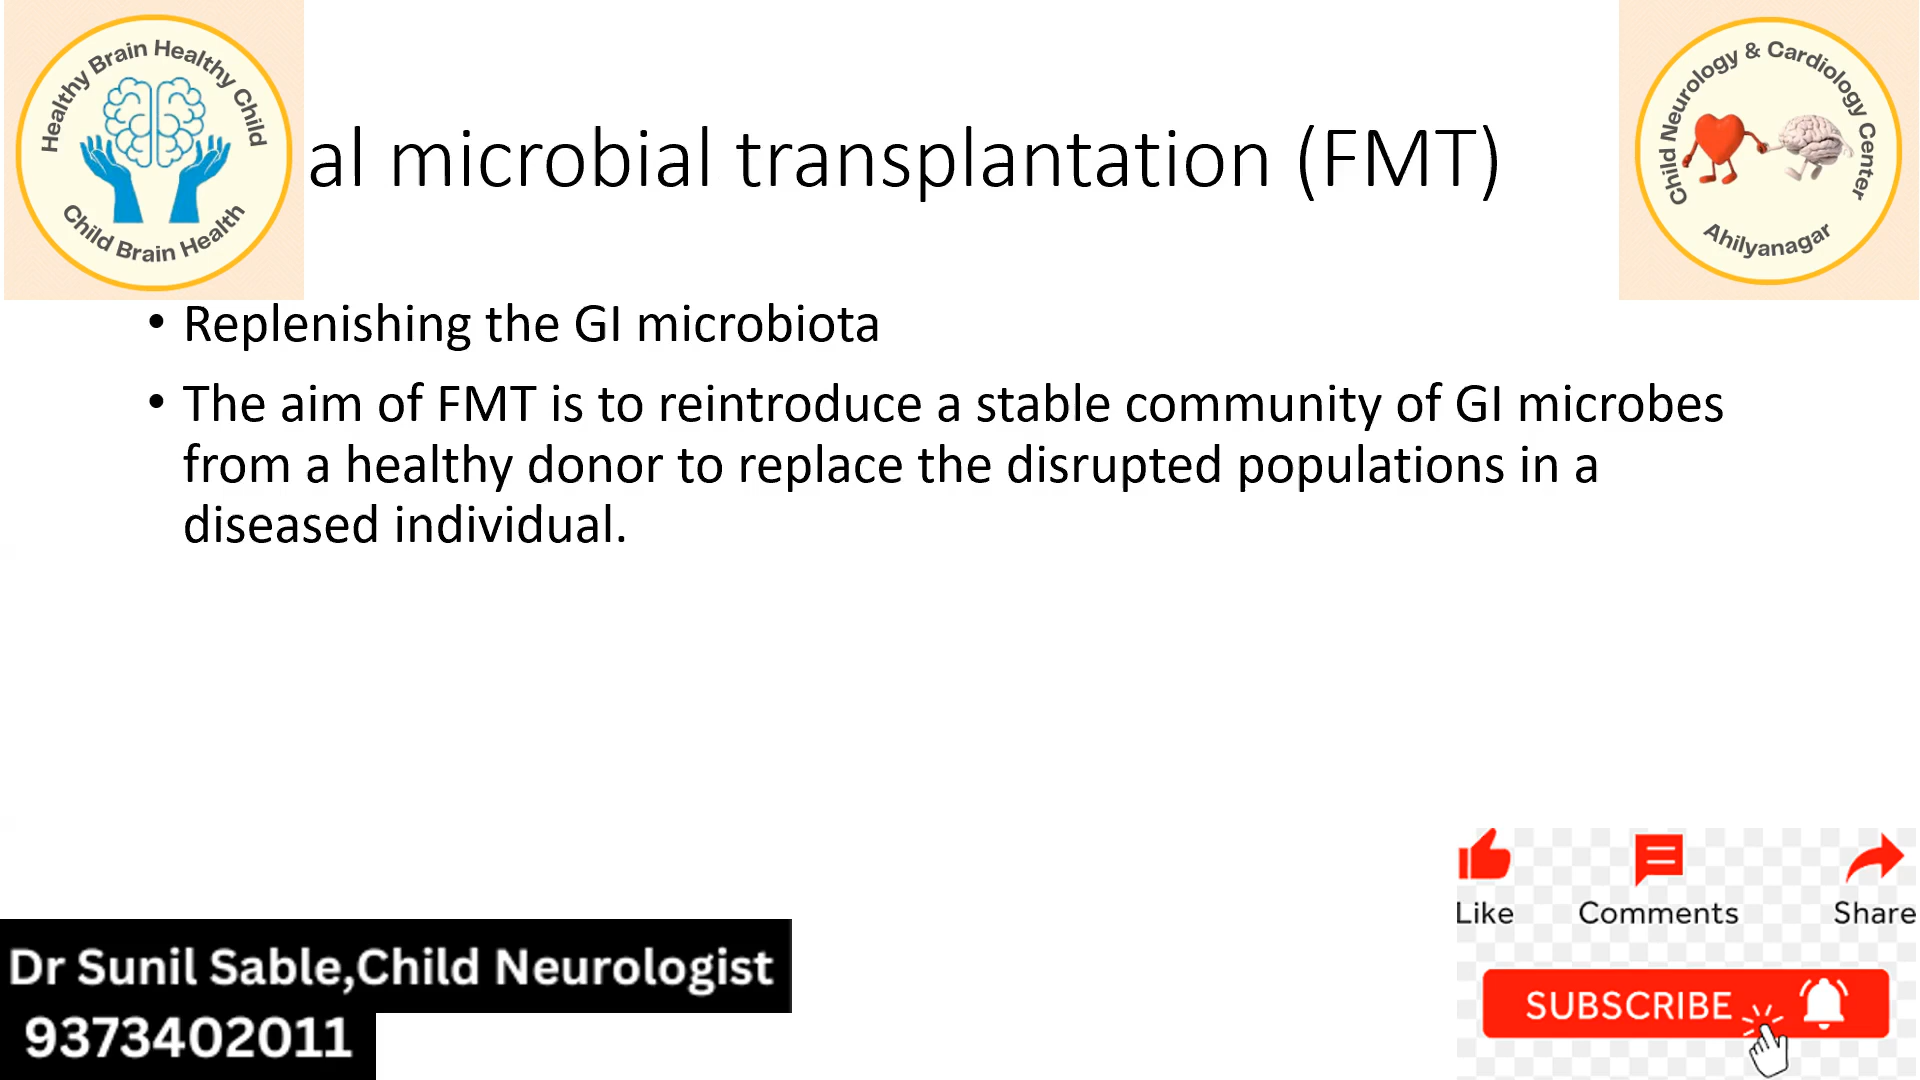 Healthy Brain Healthy Child
Child Brain Health
al microbial transplantation (FMT)
Child Neurology & Cardiology Center
Ahilyanagar
• Replenishing the GI microbiota
• The aim of FMT is to reintroduce a stable community of GI microbes
from a healthy donor to replace the disrupted populations in a
diseased individual.
Like Comments Share
SUBSCRIBE
Dr Sunil Sable,Child Neurologist
9373402011